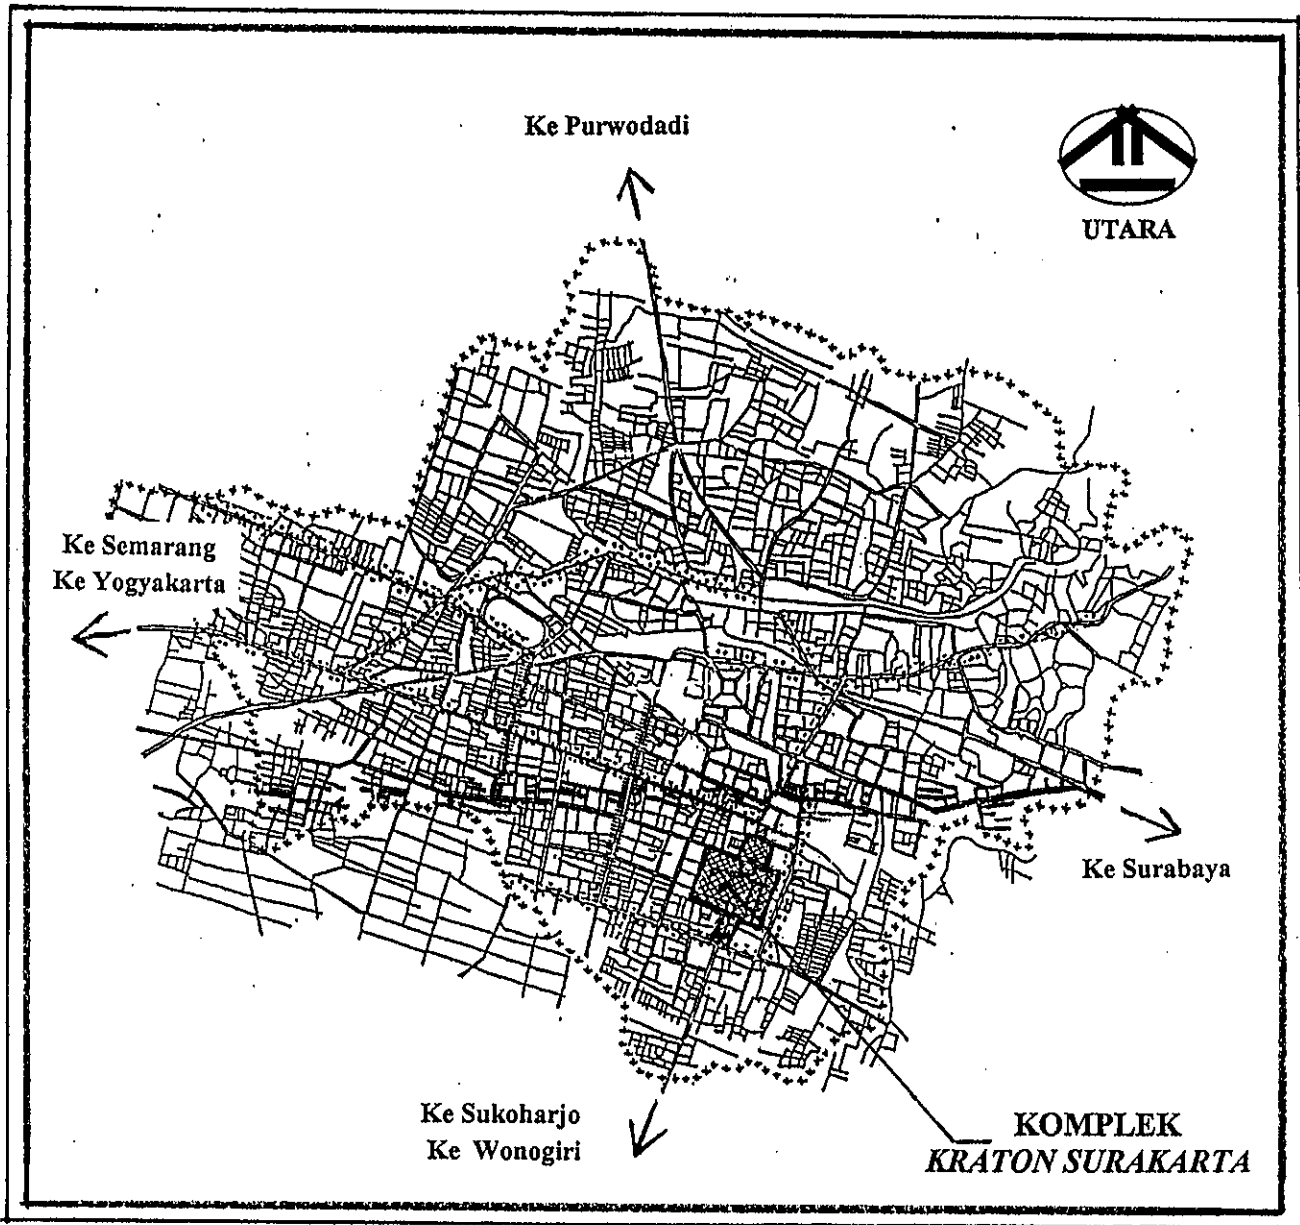 Ke Purwodadi
UTARA
Ke Semarang
Ke Yogyakarta
Ke Surabaya
Ke Sukoharjo
Ke Wonogiri
KOMPLEK
KRATON SURAKARTA